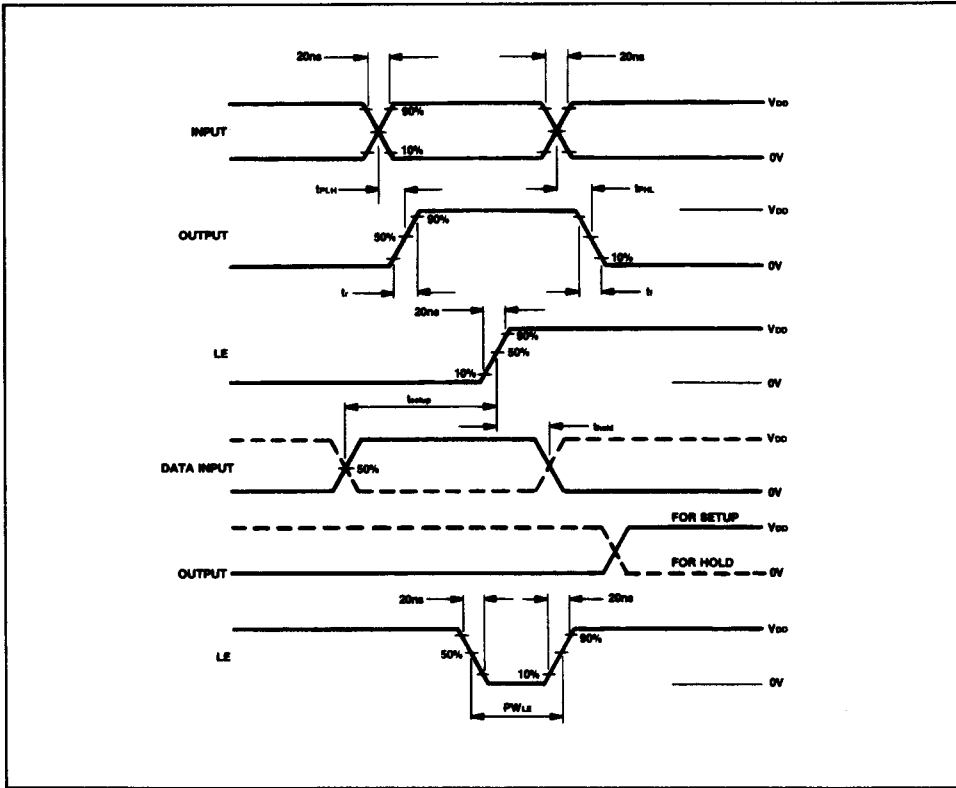 20ns 20ns
VDD
90%
INPUT
10%
0V
tPLH tPHL
VDD
90%
OUTPUT 50%
10%
0V
tr tf
20ns
VDD
90%
LE 50%
10%
0V
tsetup
thold
VDD
DATA INPUT 50%
0V
FOR SETUP
VDD
FOR HOLD
OUTPUT 0V
20ns 20ns
VDD
90%
LE 50%
10%
0V
PWLE